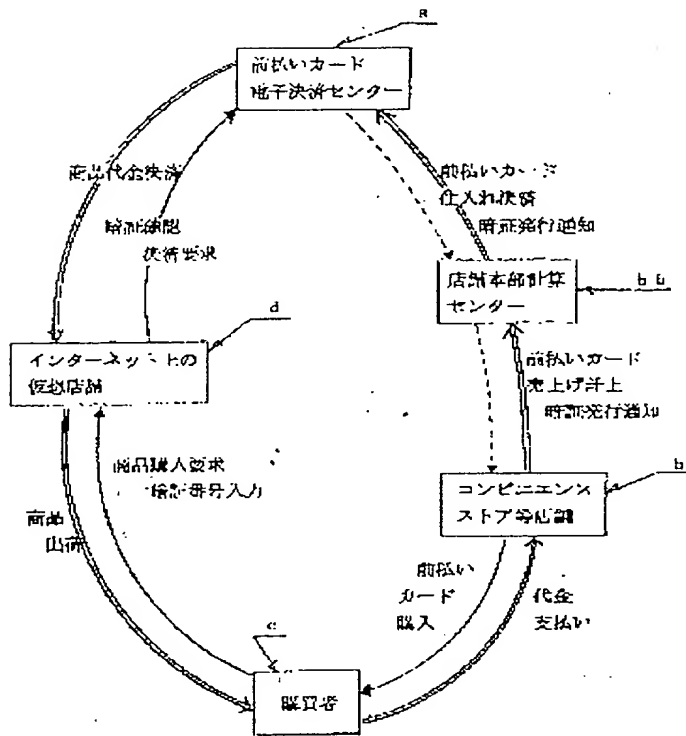 a
前払いカード
電子決済センター
商品代金決済
前払いカード
仕入れ決済
暗証発行通知
暗証確認
決済要求
店舗本部計算
センター
d
インターネット上の
仮想店舗
前払いカード
売上げ計上
暗証発行通知
商品購入要求
暗証番号入力
b
コンビニエンス
ストア等店舗
商品
出荷
前払い
カード
購入
代金
支払い
c
購買者